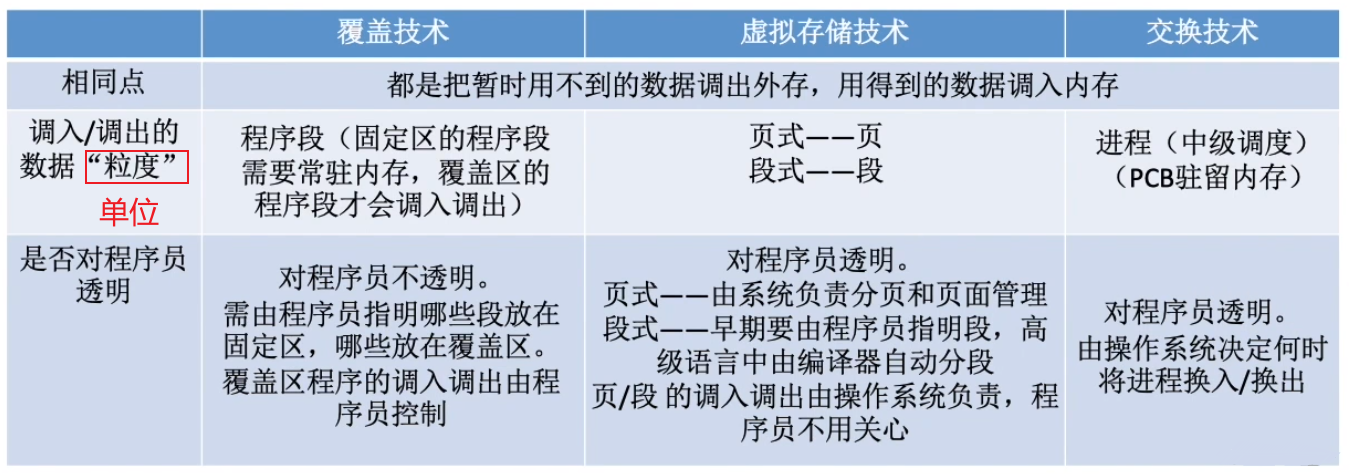 覆盖技术
虚拟存储技术
交换技术
相同点
都是把暂时用不到的数据调出外存，用得到的数据调入内存
调入/调出的
数据“粒度”
单位
程序段（固定区的程序段
需要常驻内存，覆盖区的
程序段才会调入调出）
页式——页
段式——段
进程（中级调度）
（PCB驻留内存）
是否对程序员
透明
对程序员不透明。
需由程序员指明哪些段放在
固定区，哪些放在覆盖区。
覆盖区程序的调入调出由程
序员控制
对程序员透明。
页式——由系统负责分页和页面管理
段式——早期要由程序员指明段，高
级语言中由编译器自动分段
页/段 的调入调出由操作系统负责，程
序员不用关心
对程序员透明。
由操作系统决定何时
将进程换入/换出